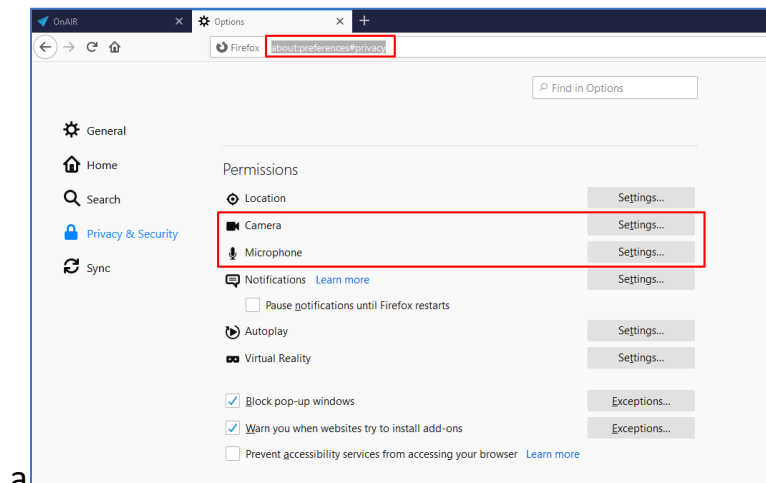 OnAIR Options
Firefox about:preferences#privacy
Find in Options
General
Home
Search
Privacy & Security
Sync
Permissions
Location Settings...
Camera Settings...
Microphone Settings...
Notifications Learn more Settings...
Pause notifications until Firefox restarts
Autoplay Settings...
Virtual Reality Settings...
Block pop-up windows Exceptions...
Warn you when websites try to install add-ons Exceptions...
Prevent accessibility services from accessing your browser Learn more
a